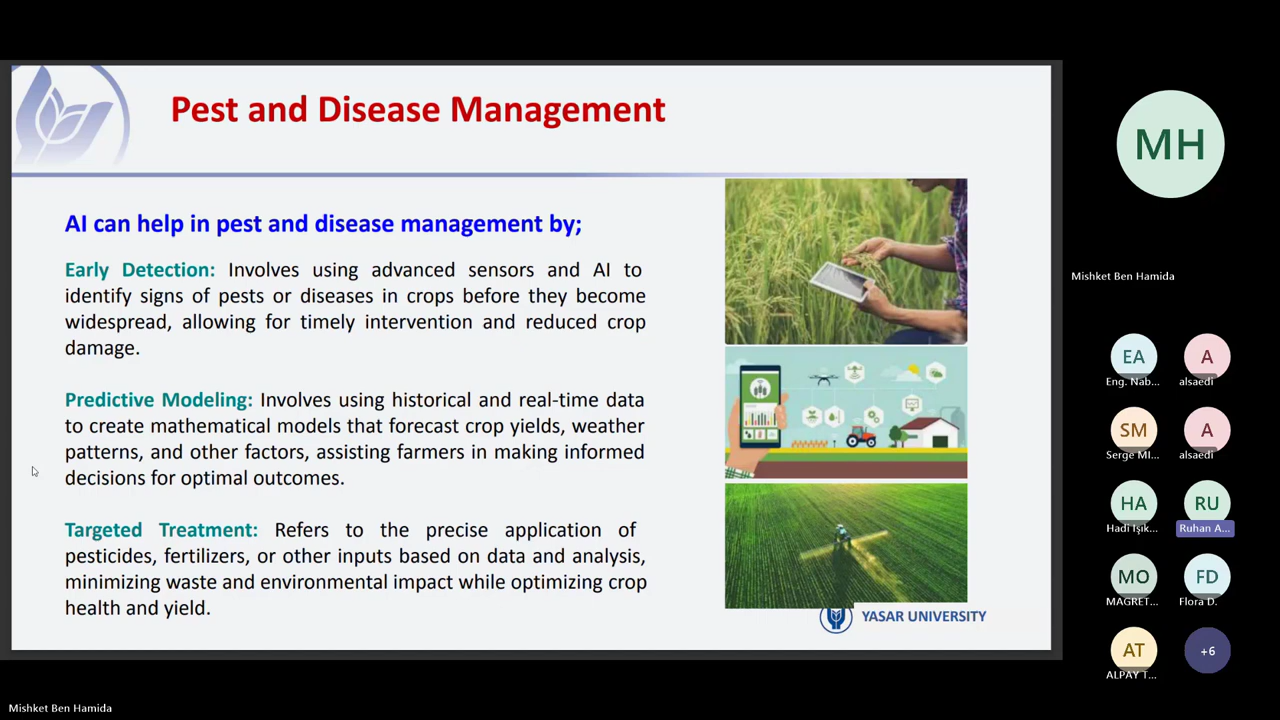 Pest and Disease Management
AI can help in pest and disease management by;
Early Detection: Involves using advanced sensors and AI to
identify signs of pests or diseases in crops before they become
widespread, allowing for timely intervention and reduced crop
damage.
Predictive Modeling: Involves using historical and real-time data
to create mathematical models that forecast crop yields, weather
patterns, and other factors, assisting farmers in making informed
decisions for optimal outcomes.
Targeted Treatment: Refers to the precise application of
pesticides, fertilizers, or other inputs based on data and analysis,
minimizing waste and environmental impact while optimizing crop
health and yield.
YASAR UNIVERSITY
MH
Mishket Ben Hamida
EA
Eng. Nab...
A
alsaedi
SM
Serge MI...
A
alsaedi
HA
Hadi Işık...
RU
Ruhan A...
MO
MAGRET...
FD
Flora D.
AT
ALPAY T...
+6
Mishket Ben Hamida